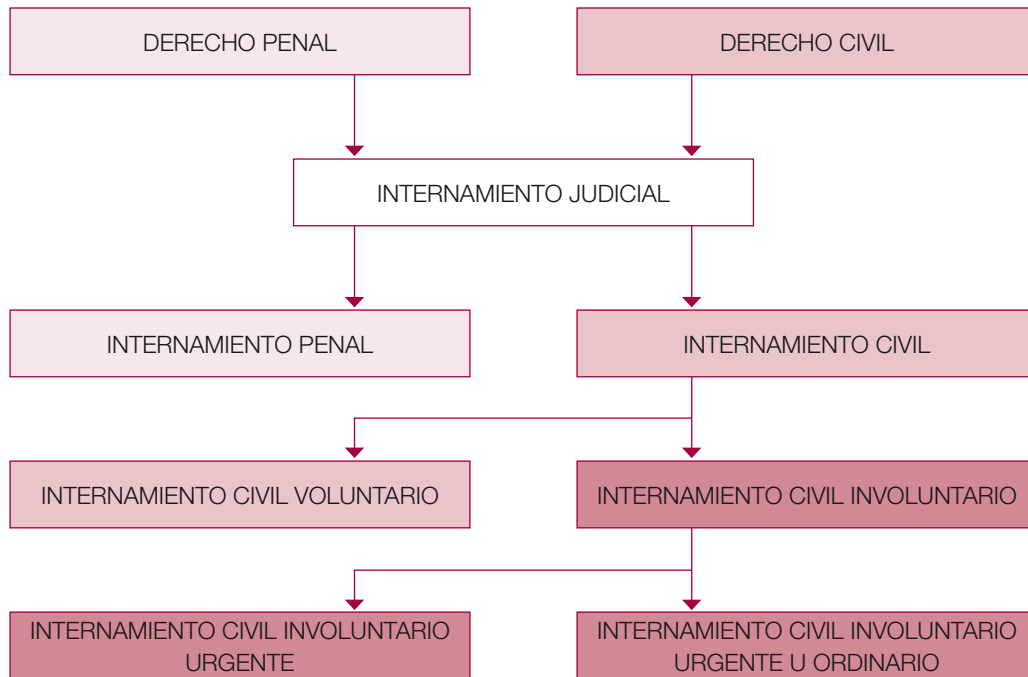 DERECHO PENAL
DERECHO CIVIL
INTERNAMIENTO JUDICIAL
INTERNAMIENTO PENAL
INTERNAMIENTO CIVIL
INTERNAMIENTO CIVIL VOLUNTARIO
INTERNAMIENTO CIVIL INVOLUNTARIO
INTERNAMIENTO CIVIL INVOLUNTARIO
URGENTE
INTERNAMIENTO CIVIL INVOLUNTARIO
URGENTE U ORDINARIO